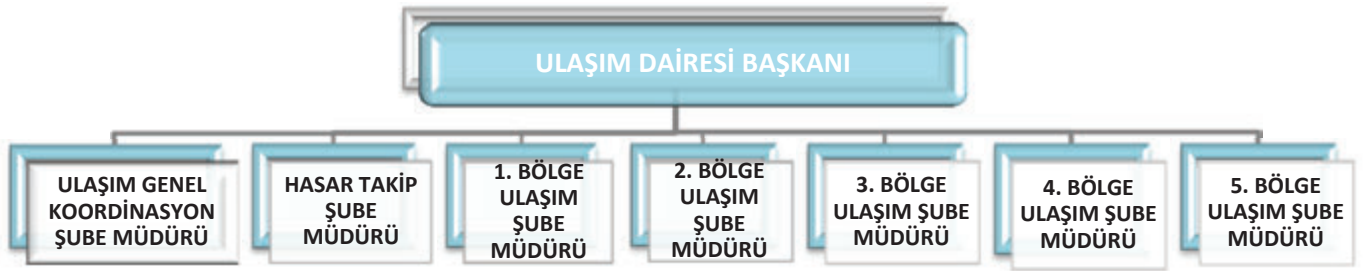 ULAŞIM DAİRESİ BAŞKANI
ULAŞIM GENEL
KOORDİNASYON
ŞUBE MÜDÜRÜ
HASAR TAKİP
ŞUBE
MÜDÜRÜ
1. BÖLGE
ULAŞIM
ŞUBE
MÜDÜRÜ
2. BÖLGE
ULAŞIM
ŞUBE
MÜDÜRÜ
3. BÖLGE
ULAŞIM ŞUBE
MÜDÜRÜ
4. BÖLGE
ULAŞIM ŞUBE
MÜDÜRÜ
5. BÖLGE
ULAŞIM ŞUBE
MÜDÜRÜ